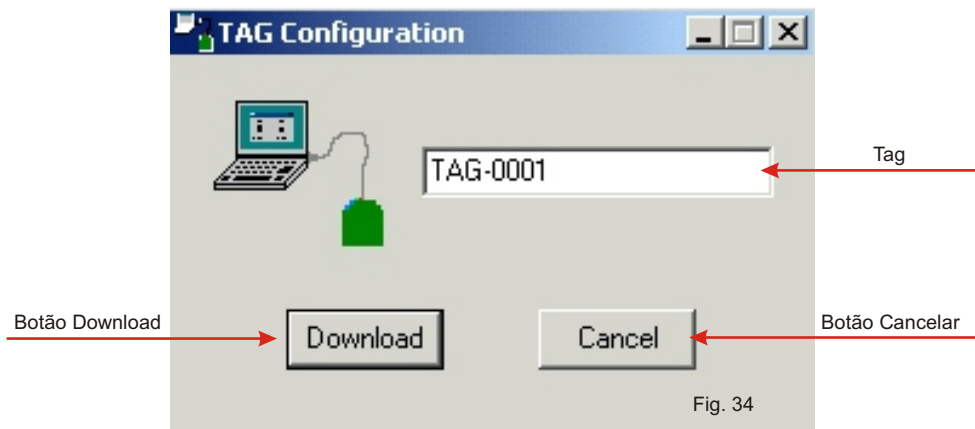 TAG Configuration
TAG-0001
Tag
Botão Download
Download
Cancel
Botão Cancelar
Fig. 34